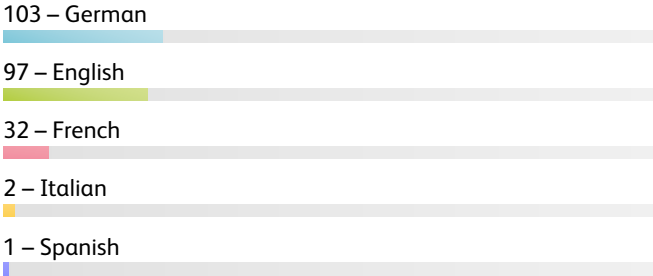 103 – German
97 – English
32 – French
2 – Italian
1 – Spanish